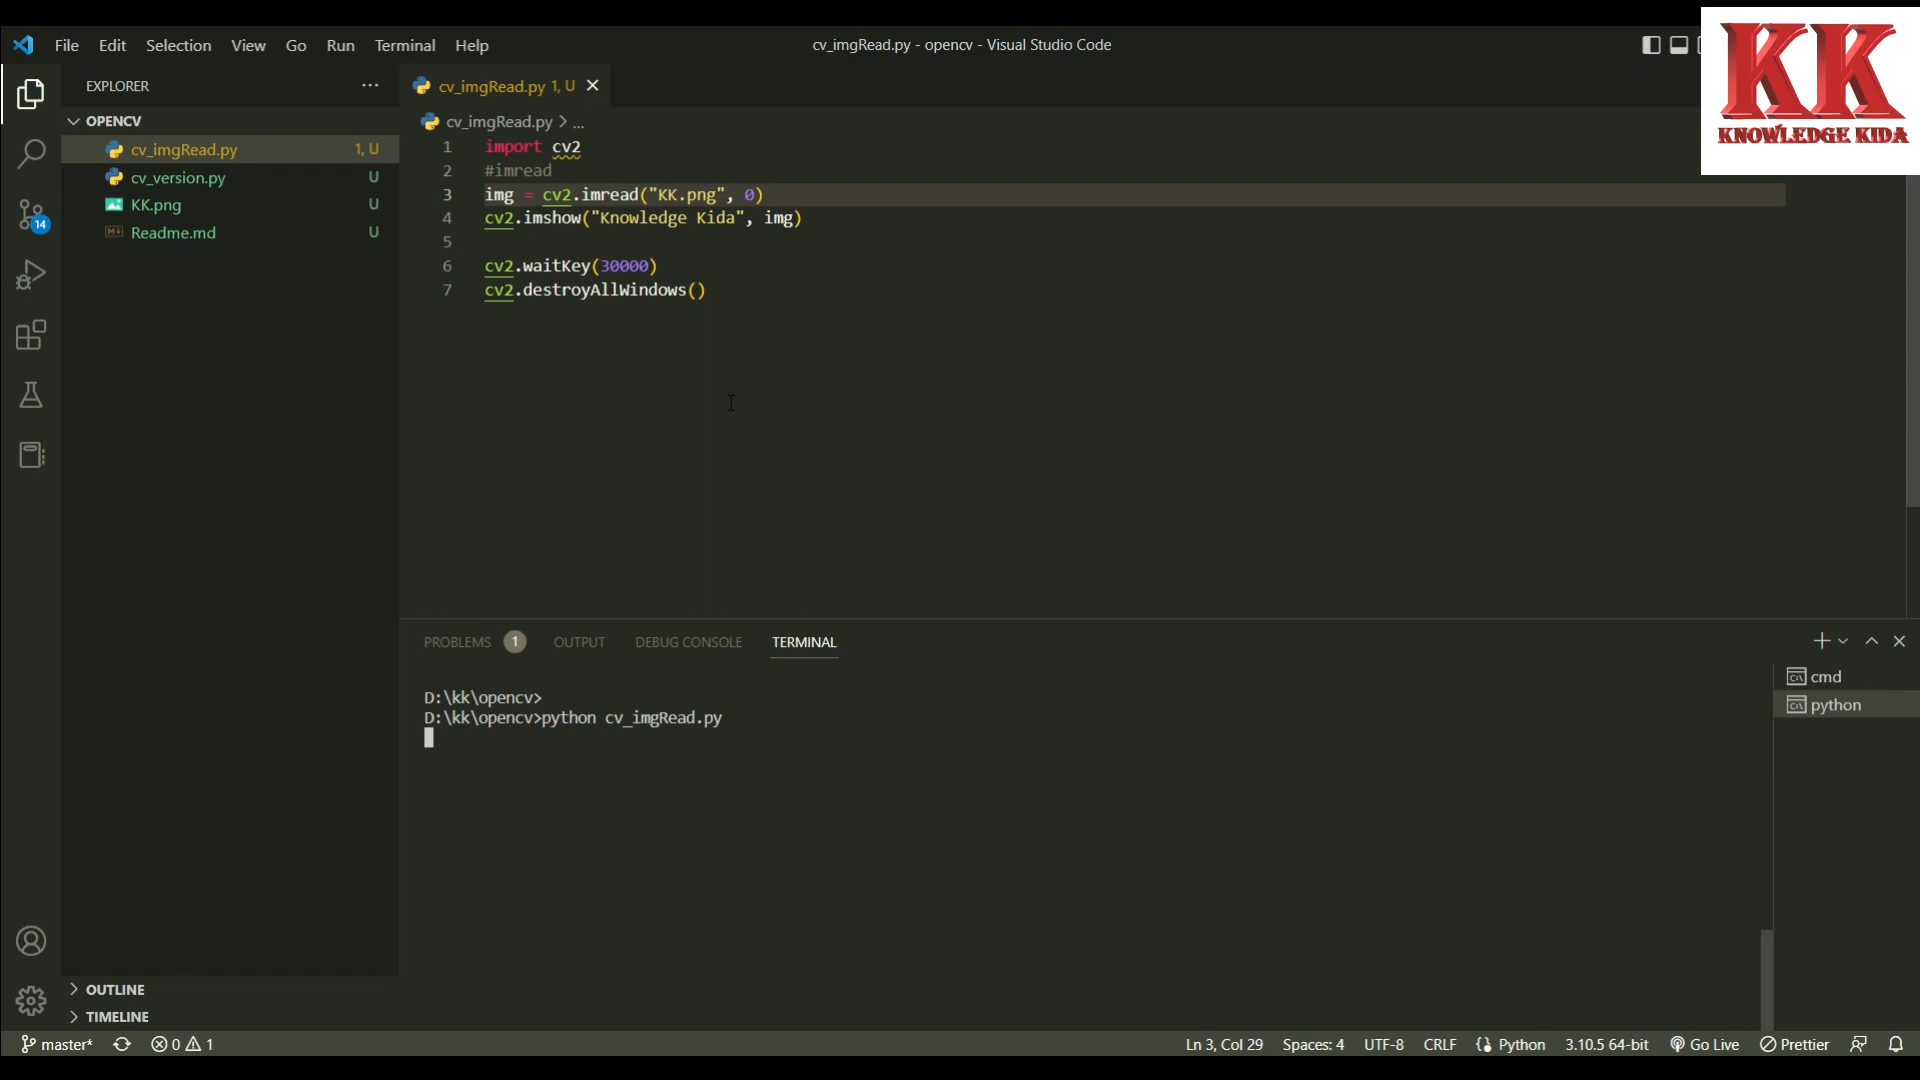 File Edit Selection View Go Run Terminal Help
cv_imgRead.py - opencv - Visual Studio Code
KK
KNOWLEDGE KIDA
EXPLORER
OPENCV
cv_imgRead.py 1, U
cv_version.py U
KK.png U
Readme.md U
14
cv_imgRead.py 1, U
cv_imgRead.py > ...
1 import cv2
2 #imread
3 img = cv2.imread("KK.png", 0)
4 cv2.imshow("Knowledge Kida", img)
5
6 cv2.waitKey(30000)
7 cv2.destroyAllWindows()
PROBLEMS 1 OUTPUT DEBUG CONSOLE TERMINAL
D:\kk\opencv>
D:\kk\opencv>python cv_imgRead.py
cmd
python
OUTLINE
TIMELINE
master* 0 1 Ln 3, Col 29 Spaces: 4 UTF-8 CRLF Python 3.10.5 64-bit Go Live Prettier